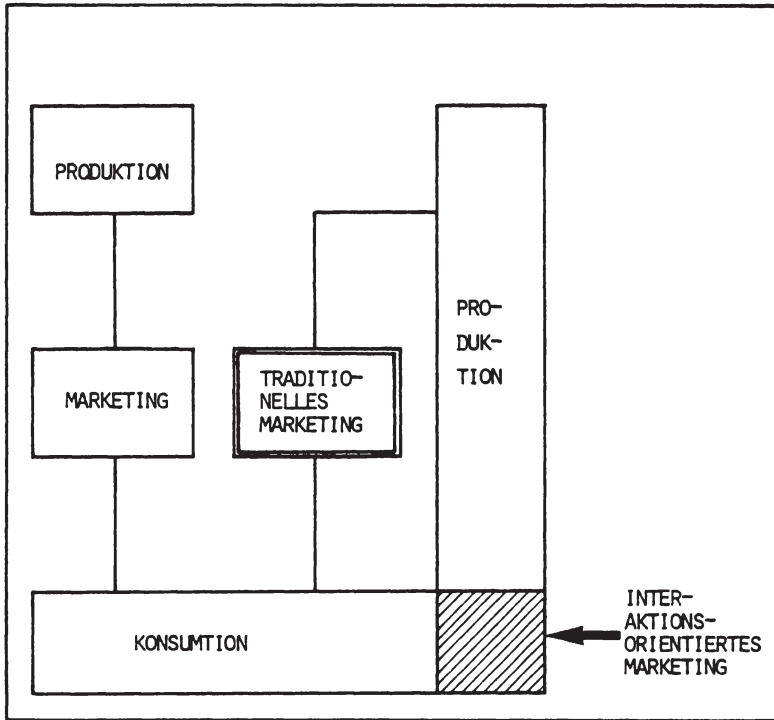 PRODUKTION
MARKETING
TRADITIO-
NELLES
MARKETING
PRO-
DUK-
TION
KONSUMTION
INTER-
AKTIONS-
ORIENTIERTES
MARKETING